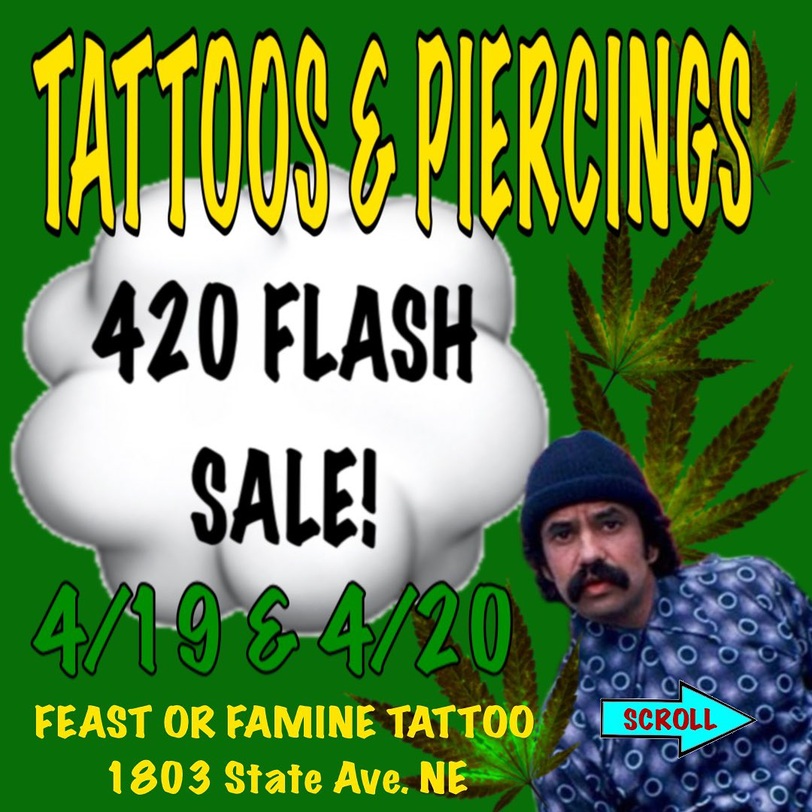 TATTOOS & PIERCINGS
420 FLASH
SALE!
4/19 & 4/20
FEAST OR FAMINE TATTOO
SCROLL
1803 State Ave. NE